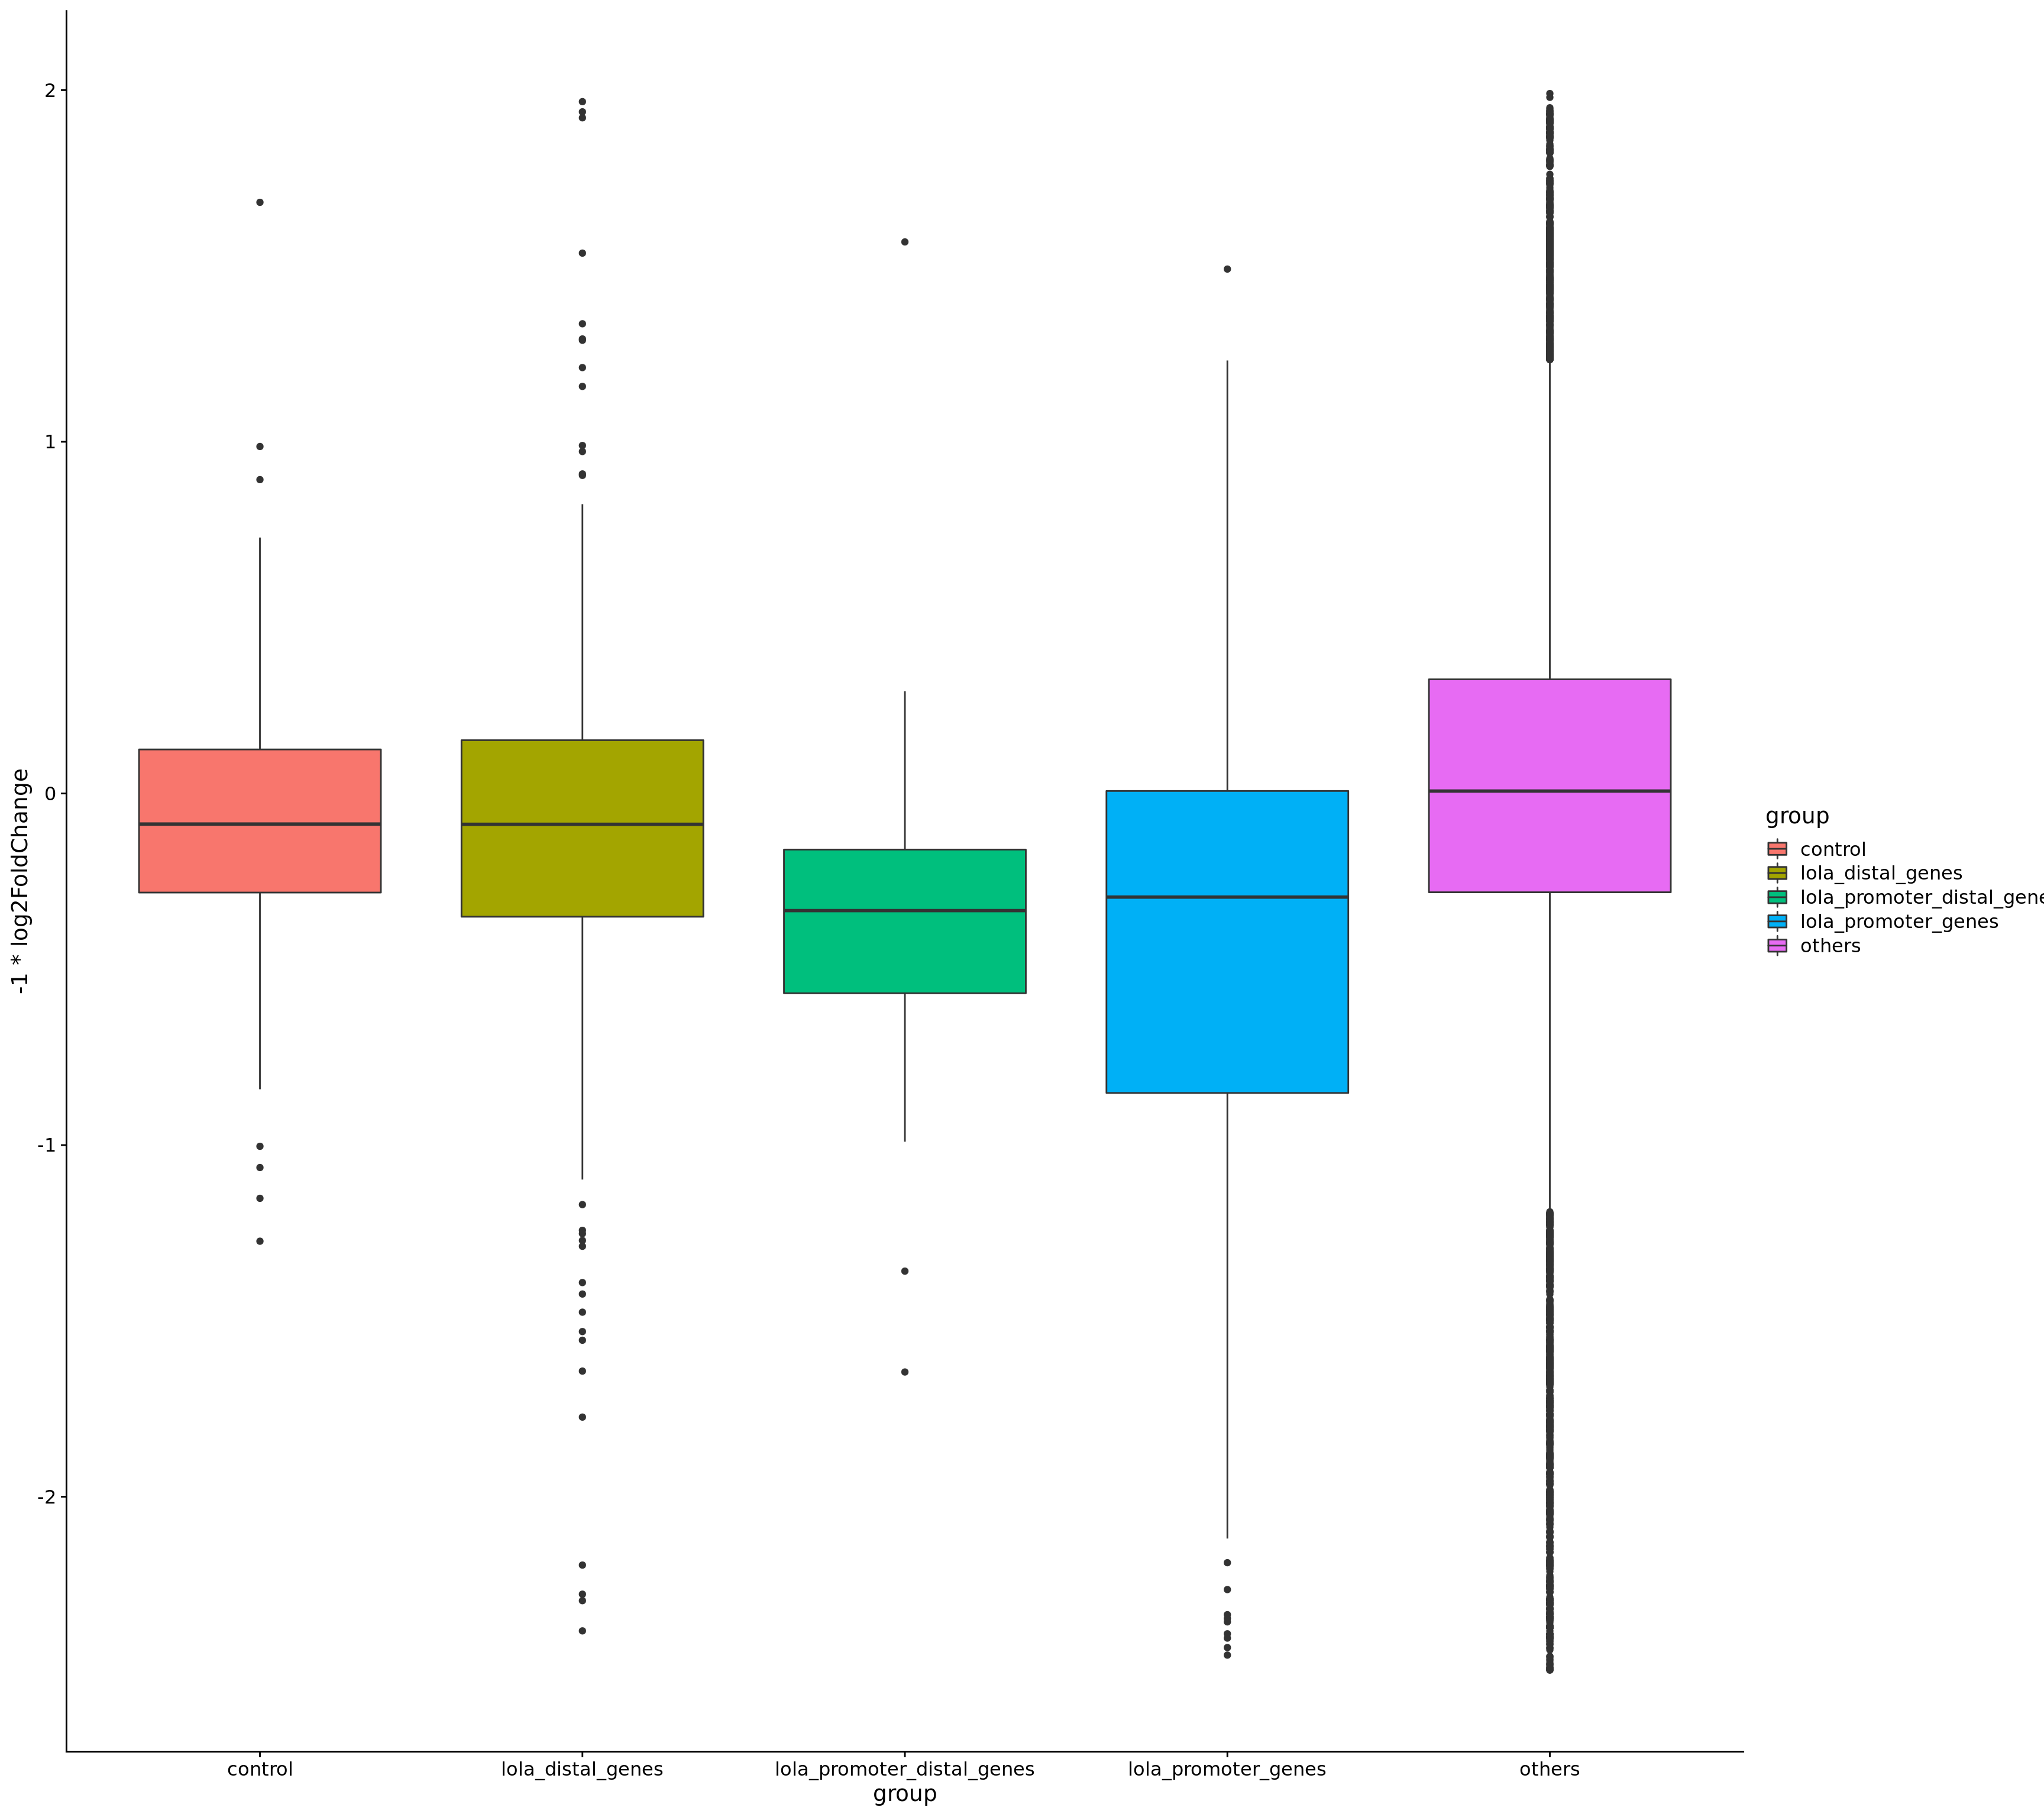 2
1
0
-1
-2
-1 * log2FoldChange
control
lola_distal_genes
lola_promoter_distal_genes
lola_promoter_genes
others
group
group
control
lola_distal_genes
lola_promoter_distal_gene
lola_promoter_genes
others